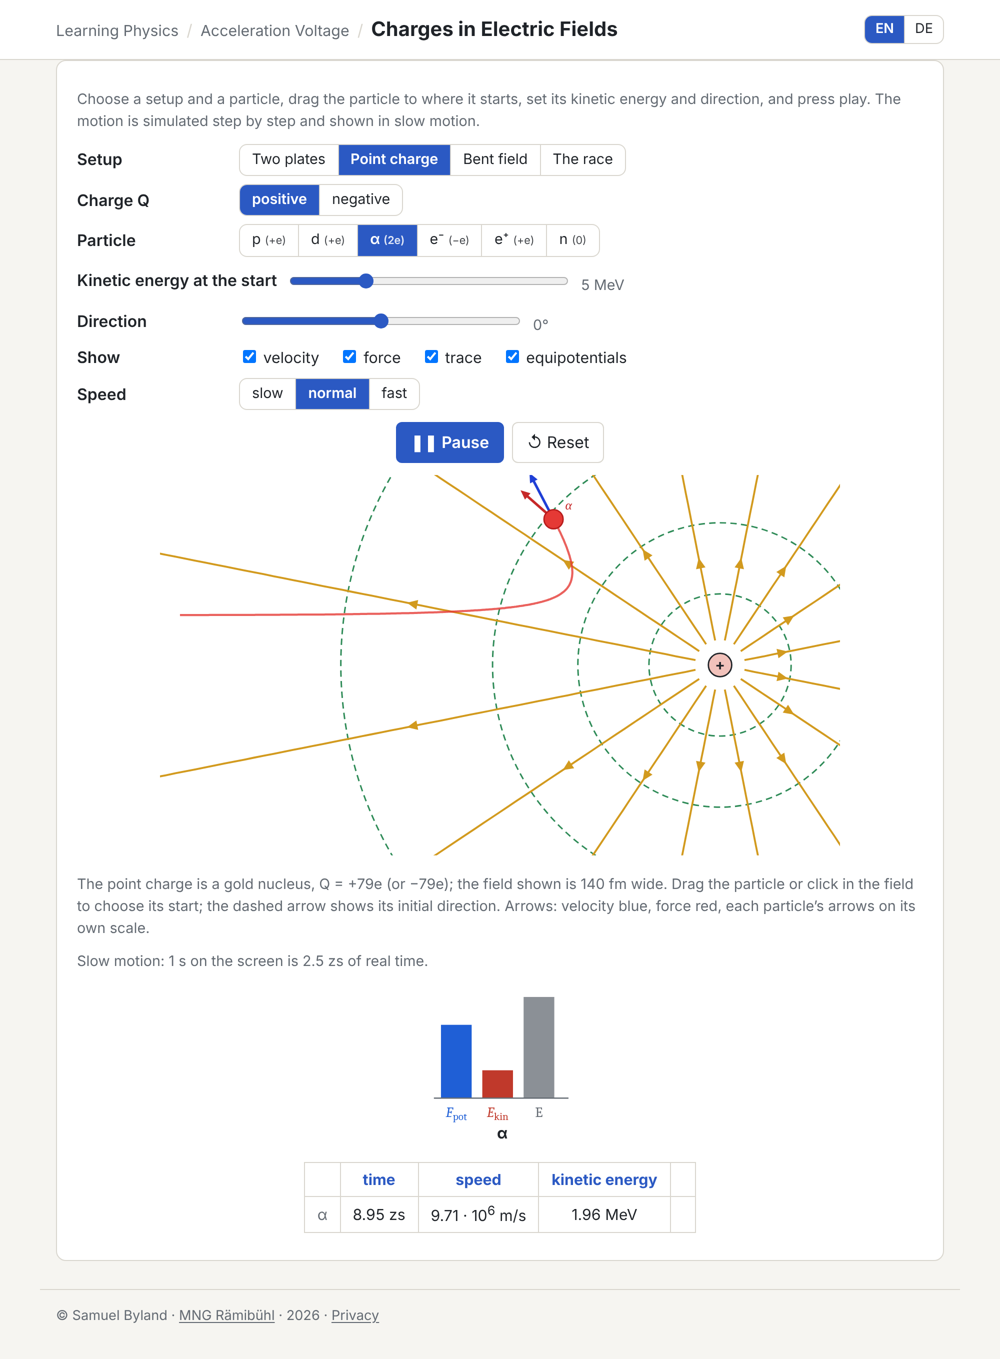 Learning Physics / Acceleration Voltage / Charges in Electric Fields
EN DE
Choose a setup and a particle, drag the particle to where it starts, set its kinetic energy and direction, and press play. The
motion is simulated step by step and shown in slow motion.
Setup Two plates Point charge Bent field The race
Charge Q positive negative
Particle p (+e) d (+e) α (2e) e⁻ (−e) e⁺ (+e) n (0)
Kinetic energy at the start 5 MeV
Direction 0°
Show velocity force trace equipotentials
Speed slow normal fast
❚❚ Pause ↺ Reset
α
+
The point charge is a gold nucleus, Q = +79e (or −79e); the field shown is 140 fm wide. Drag the particle or click in the field
to choose its start; the dashed arrow shows its initial direction. Arrows: velocity blue, force red, each particle’s arrows on its
own scale.
Slow motion: 1 s on the screen is 2.5 zs of real time.
Epot Ekin E
α
time speed kinetic energy
α 8.95 zs 9.71 · 10⁶ m/s 1.96 MeV
© Samuel Byland · MNG Rämibühl · 2026 · Privacy